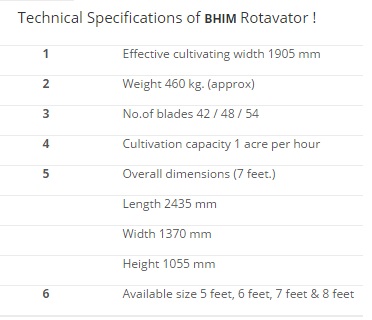 Technical Specifications of BHIM Rotavator !
1 Effective cultivating width 1905 mm
2 Weight 460 kg. (approx)
3 No.of blades 42 / 48 / 54
4 Cultivation capacity 1 acre per hour
5 Overall dimensions (7 feet.)
Length 2435 mm
Width 1370 mm
Height 1055 mm
6 Available size 5 feet, 6 feet, 7 feet & 8 feet